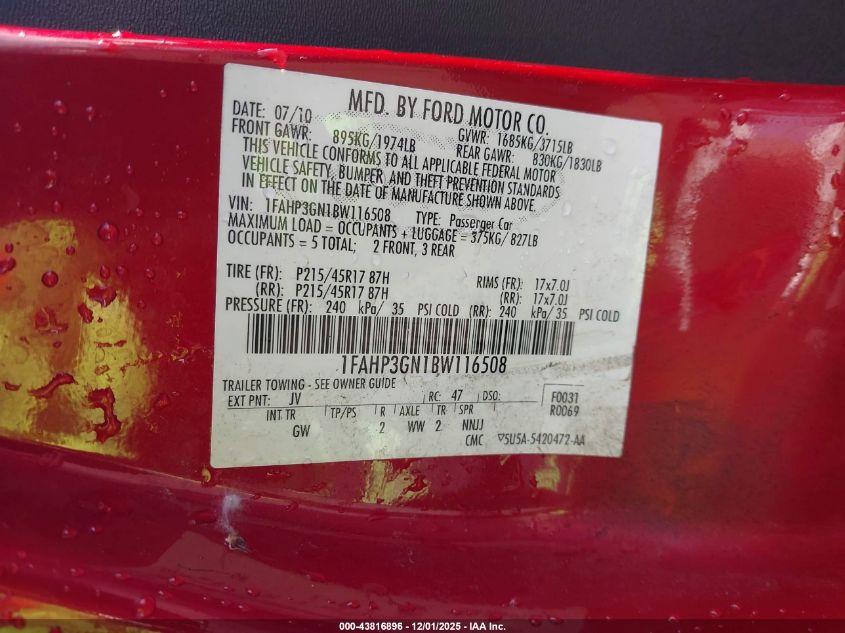 MFD. BY FORD MOTOR CO.
DATE: 07/10 GVWR: 1685KG/3715LB
FRONT GAWR: 895KG/1974LB REAR GAWR: 830KG/1830LB
THIS VEHICLE CONFORMS TO ALL APPLICABLE FEDERAL MOTOR
VEHICLE SAFETY, BUMPER, AND THEFT PREVENTION STANDARDS
IN EFFECT ON THE DATE OF MANUFACTURE SHOWN ABOVE.
VIN: 1FAHP3GN1BW116508 TYPE: Passenger Car
MAXIMUM LOAD = OCCUPANTS + LUGGAGE = 375KG/ 827LB
OCCUPANTS = 5 TOTAL; 2 FRONT, 3 REAR
TIRE (FR): P215/45R17 87H RIMS (FR): 17x7.0J
(RR): P215/45R17 87H (RR): 17x7.0J
PRESSURE (FR): 240 kPa/ 35 PSI COLD (RR): 240 kPa/ 35 PSI COLD
1FAHP3GN1BW116508
TRAILER TOWING - SEE OWNER GUIDE
EXT PNT: JV RC: 47 DSO: F0031
R0069
INT TR TP/PS R AXLE TR SPR
GW 2 WW 2 NNJJ
CMC 5U5A-5420472-AA
000-43816896 - 12/01/2025 - IAA Inc.